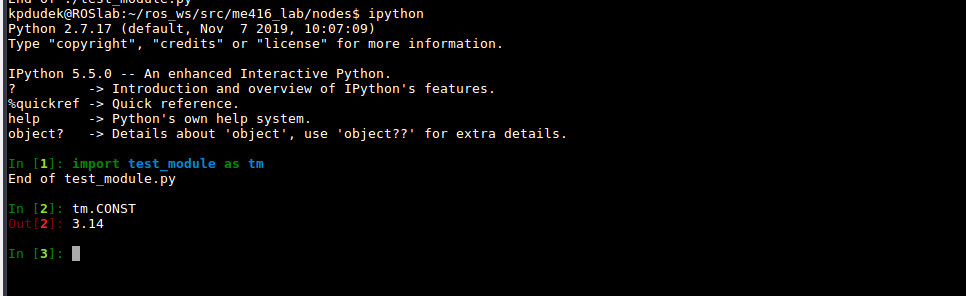 End of ./test_module.py
kpdudek@ROSlab:~/ros_ws/src/me416_lab/nodes$ ipython
Python 2.7.17 (default, Nov  7 2019, 10:07:09)
Type "copyright", "credits" or "license" for more information.
IPython 5.5.0 -- An enhanced Interactive Python.
?         -> Introduction and overview of IPython's features.
%quickref -> Quick reference.
help      -> Python's own help system.
object?   -> Details about 'object', use 'object??' for extra details.
In [1]: import test_module as tm
End of test_module.py
In [2]: tm.CONST
Out[2]: 3.14
In [3]: